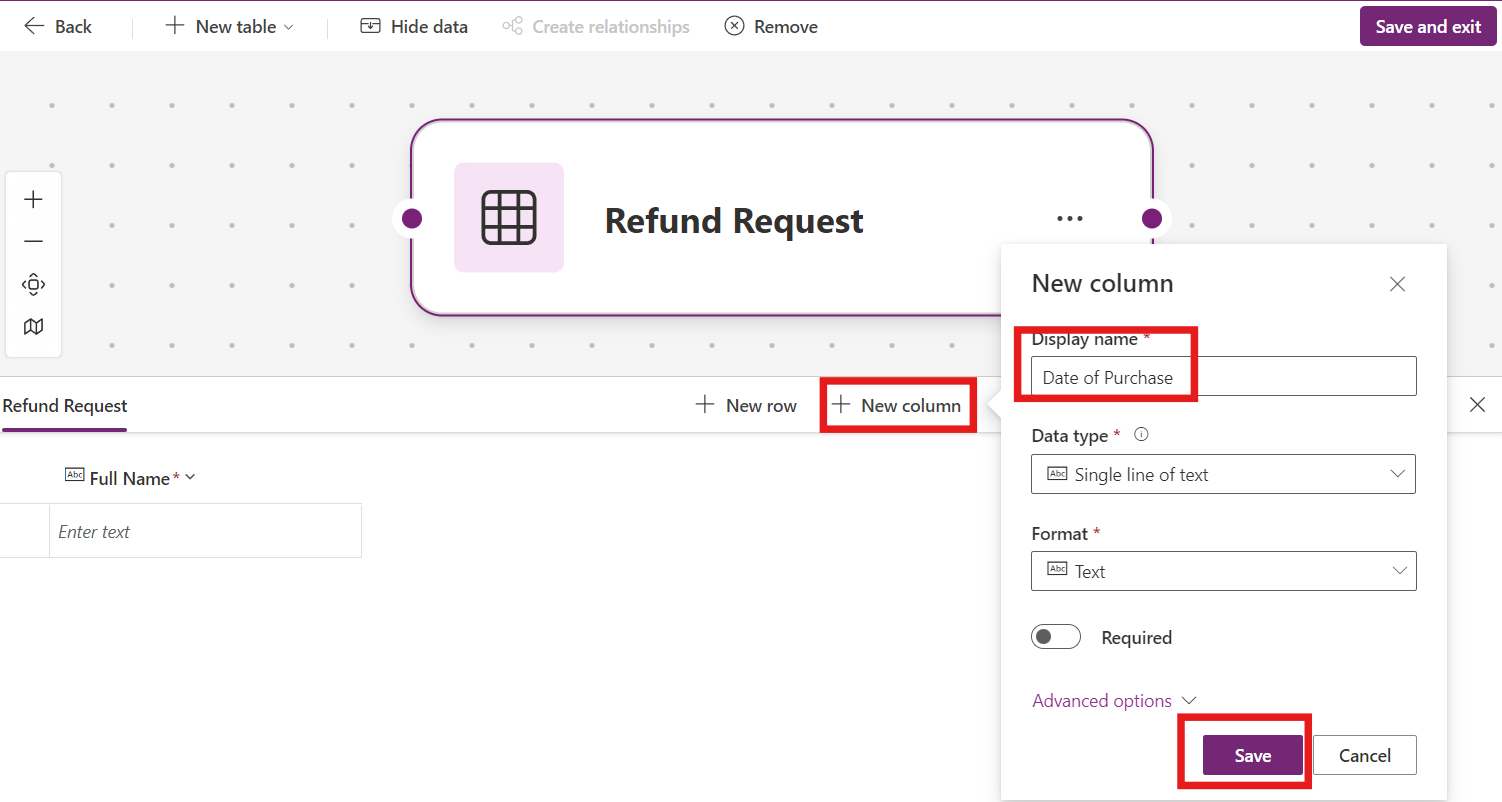 Back
New table
Hide data
Create relationships
Remove
Save and exit
Refund Request
New column
Display name *
Date of Purchase
Refund Request
New row
New column
Data type *
Abc Single line of text
Abc Full Name *
Enter text
Format *
Abc Text
Required
Advanced options
Save
Cancel